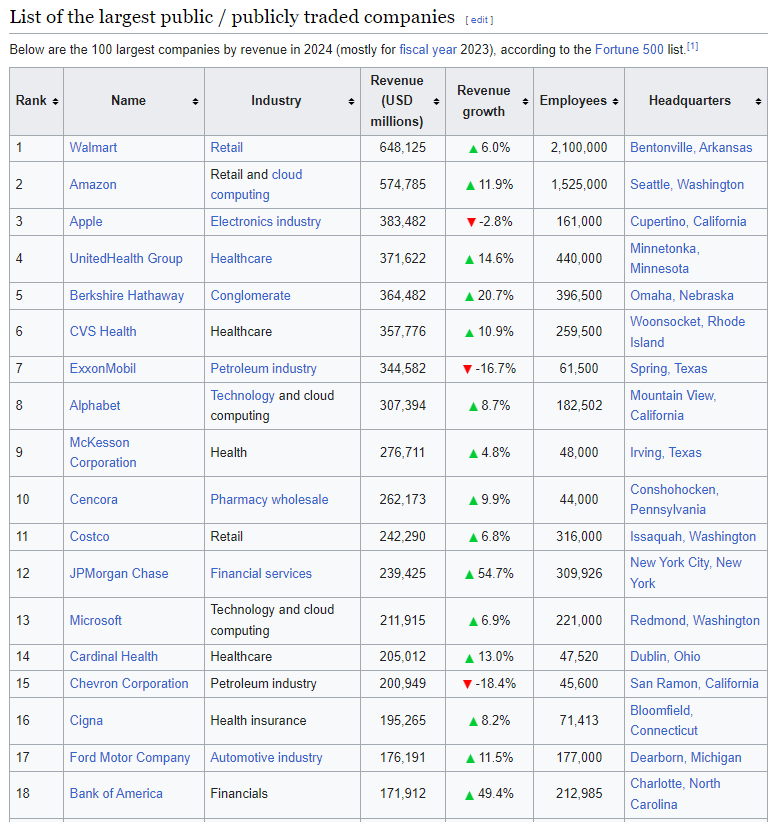 List of the largest public / publicly traded companies [ edit ]
Below are the 100 largest companies by revenue in 2024 (mostly for fiscal year 2023), according to the Fortune 500 list.[1]
Rank Name Industry Revenue (USD millions) Revenue growth Employees Headquarters
1 Walmart Retail 648,125 ▲ 6.0% 2,100,000 Bentonville, Arkansas
2 Amazon Retail and cloud computing 574,785 ▲ 11.9% 1,525,000 Seattle, Washington
3 Apple Electronics industry 383,482 ▼ -2.8% 161,000 Cupertino, California
4 UnitedHealth Group Healthcare 371,622 ▲ 14.6% 440,000 Minnetonka, Minnesota
5 Berkshire Hathaway Conglomerate 364,482 ▲ 20.7% 396,500 Omaha, Nebraska
6 CVS Health Healthcare 357,776 ▲ 10.9% 259,500 Woonsocket, Rhode Island
7 ExxonMobil Petroleum industry 344,582 ▼ -16.7% 61,500 Spring, Texas
8 Alphabet Technology and cloud computing 307,394 ▲ 8.7% 182,502 Mountain View, California
9 McKesson Corporation Health 276,711 ▲ 4.8% 48,000 Irving, Texas
10 Cencora Pharmacy wholesale 262,173 ▲ 9.9% 44,000 Conshohocken, Pennsylvania
11 Costco Retail 242,290 ▲ 6.8% 316,000 Issaquah, Washington
12 JPMorgan Chase Financial services 239,425 ▲ 54.7% 309,926 New York City, New York
13 Microsoft Technology and cloud computing 211,915 ▲ 6.9% 221,000 Redmond, Washington
14 Cardinal Health Healthcare 205,012 ▲ 13.0% 47,520 Dublin, Ohio
15 Chevron Corporation Petroleum industry 200,949 ▼ -18.4% 45,600 San Ramon, California
16 Cigna Health insurance 195,265 ▲ 8.2% 71,413 Bloomfield, Connecticut
17 Ford Motor Company Automotive industry 176,191 ▲ 11.5% 177,000 Dearborn, Michigan
18 Bank of America Financials 171,912 ▲ 49.4% 212,985 Charlotte, North Carolina